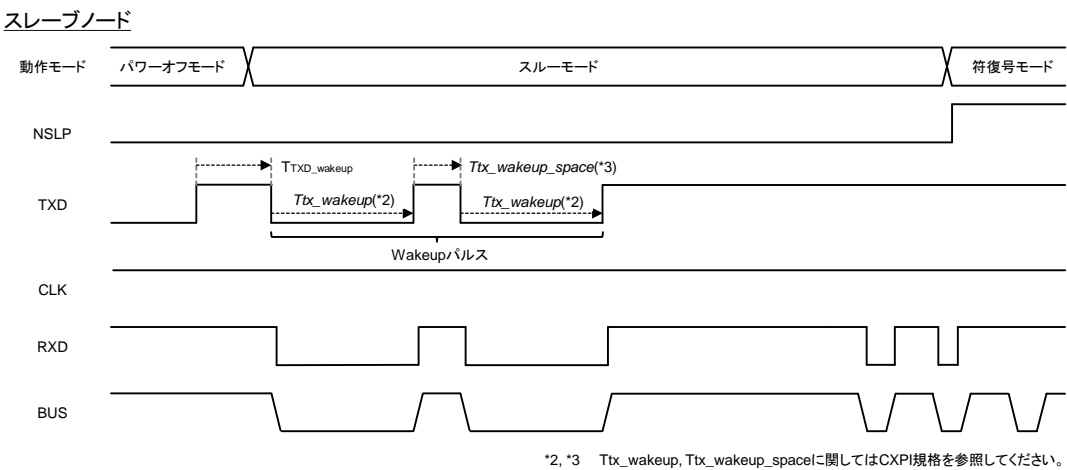 スレーブノード
動作モード パワーオフモード スルーモード 符復号モード
NSLP
TTXD_wakeup Ttx_wakeup_space(*3)
TXD Ttx_wakeup(*2) Ttx_wakeup(*2)
Wakeupパルス
CLK
RXD
BUS
*2, *3 Ttx_wakeup, Ttx_wakeup_spaceに関してはCXPI規格を参照してください。